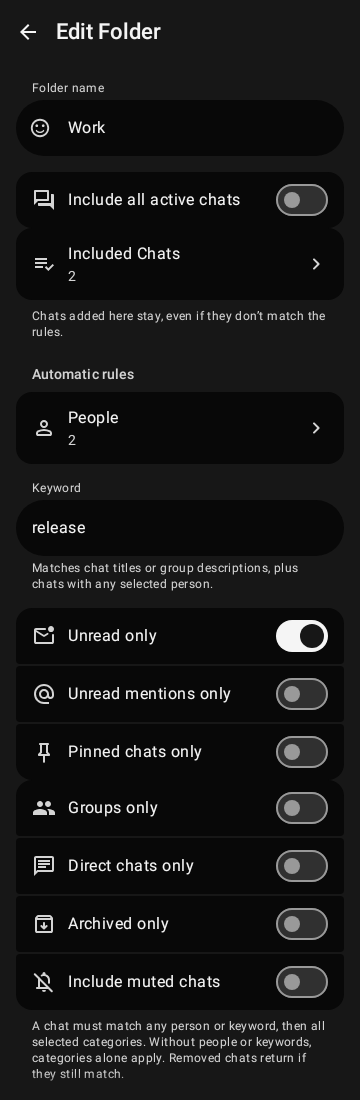 Edit Folder
Folder name
Work
Include all active chats
Included Chats
2
Chats added here stay, even if they don't match the
rules.
Automatic rules
People
2
Keyword
release
Matches chat titles or group descriptions, plus
chats with any selected person.
Unread only
Unread mentions only
Pinned chats only
Groups only
Direct chats only
Archived only
Include muted chats
A chat must match any person or keyword, then all
selected categories. Without people or keywords,
categories alone apply. Removed chats return if
they still match.